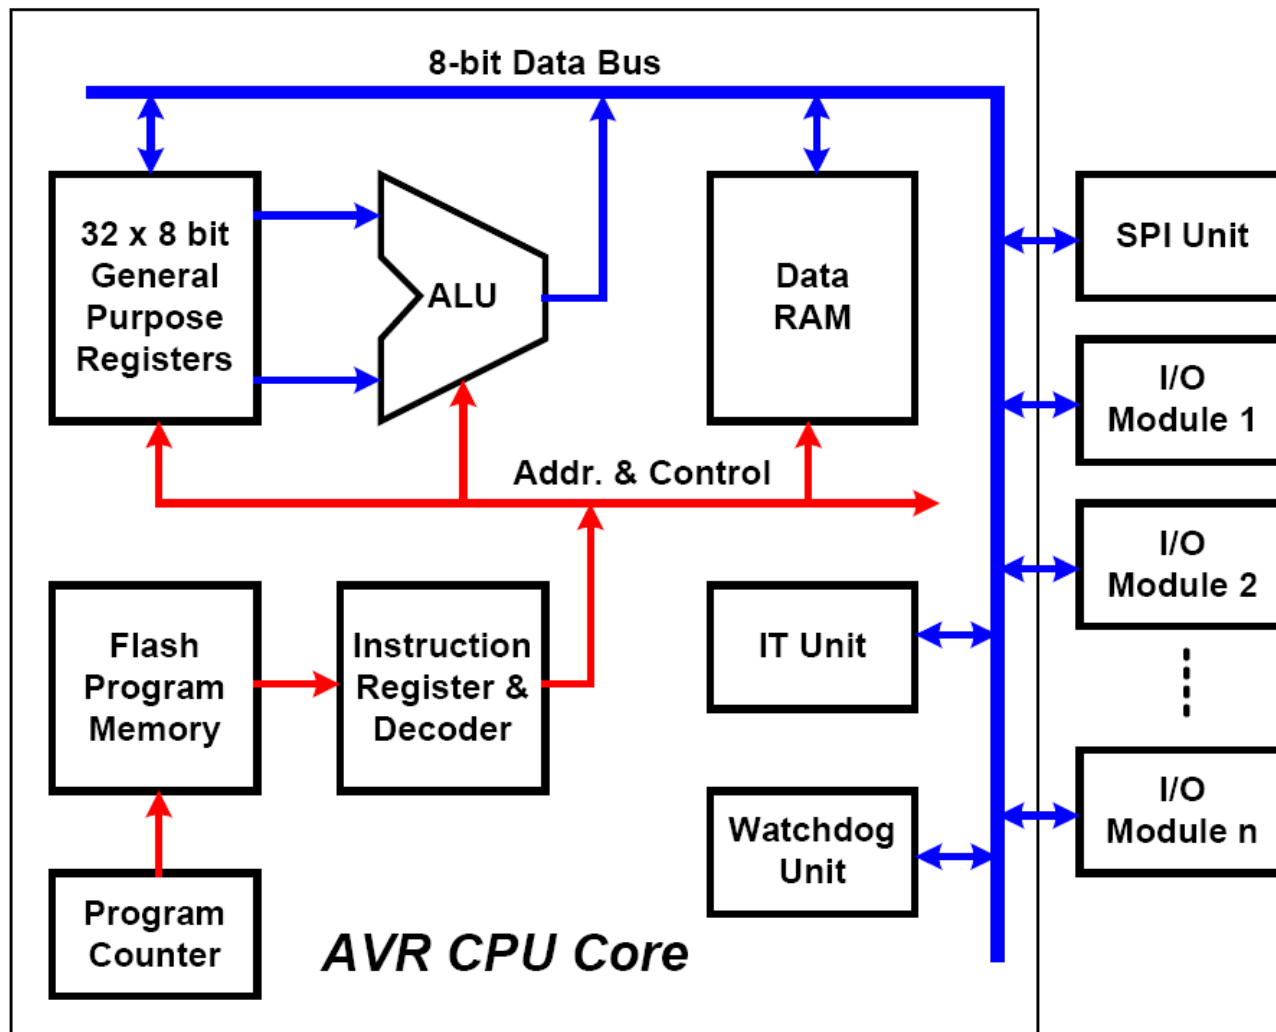 8-bit Data Bus
32 x 8 bit
General
Purpose
Registers
ALU
Data
RAM
SPI Unit
I/O
Module 1
Addr. & Control
I/O
Module 2
Flash
Program
Memory
Instruction
Register &
Decoder
IT Unit
I/O
Module n
Watchdog
Unit
Program
Counter
AVR CPU Core